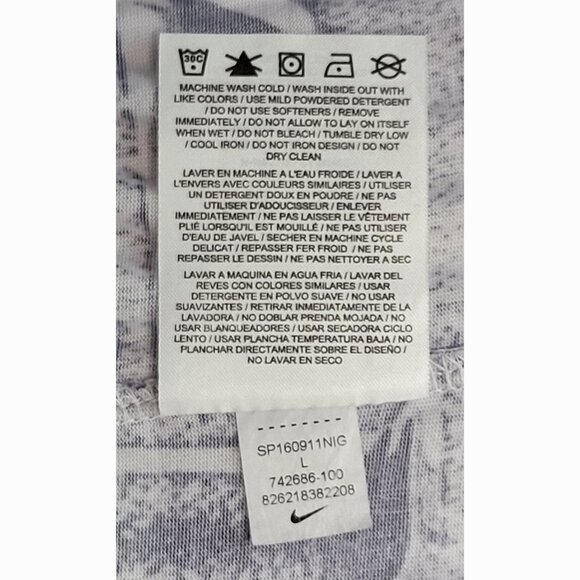 30C
MACHINE WASH COLD / WASH INSIDE OUT WITH
LIKE COLORS / USE MILD POWDERED DETERGENT
/ DO NOT USE SOFTENERS / REMOVE
IMMEDIATELY / DO NOT ALLOW TO LAY ON ITSELF
WHEN WET / DO NOT BLEACH / TUMBLE DRY LOW
/ COOL IRON / DO NOT IRON DESIGN / DO NOT
DRY CLEAN
LAVER EN MACHINE A L'EAU FROIDE / LAVER A
L'ENVERS AVEC COULEURS SIMILAIRES / UTILISER
UN DETERGENT DOUX EN POUDRE / NE PAS
UTILISER D'ADOUCISSEUR / ENLEVER
IMMEDIATEMENT / NE PAS LAISSER LE VÊTEMENT
PLIÉ LORSQU'IL EST MOUILLÉ / NE PAS UTILISER
D'EAU DE JAVEL / SECHER EN MACHINE CYCLE
DELICAT / REPASSER FER FROID / NE PAS
REPASSER LE DESSIN / NE PAS NETTOYER A SEC
LAVAR A MAQUINA EN AGUA FRIA / LAVAR DEL
REVES CON COLORES SIMILARES / USAR
DETERGENTE EN POLVO SUAVE / NO USAR
SUAVIZANTES / RETIRAR INMEDIATAMENTE DE LA
LAVADORA / NO DOBLAR PRENDA MOJADA / NO
USAR BLANQUEADORES / USAR SECADORA CICLO
LENTO / USAR PLANCHA TEMPERATURA BAJA / NO
PLANCHAR DIRECTAMENTE SOBRE EL DISEÑO /
NO LAVAR EN SECO
SP160911NIG
L
742686-100
826218382208